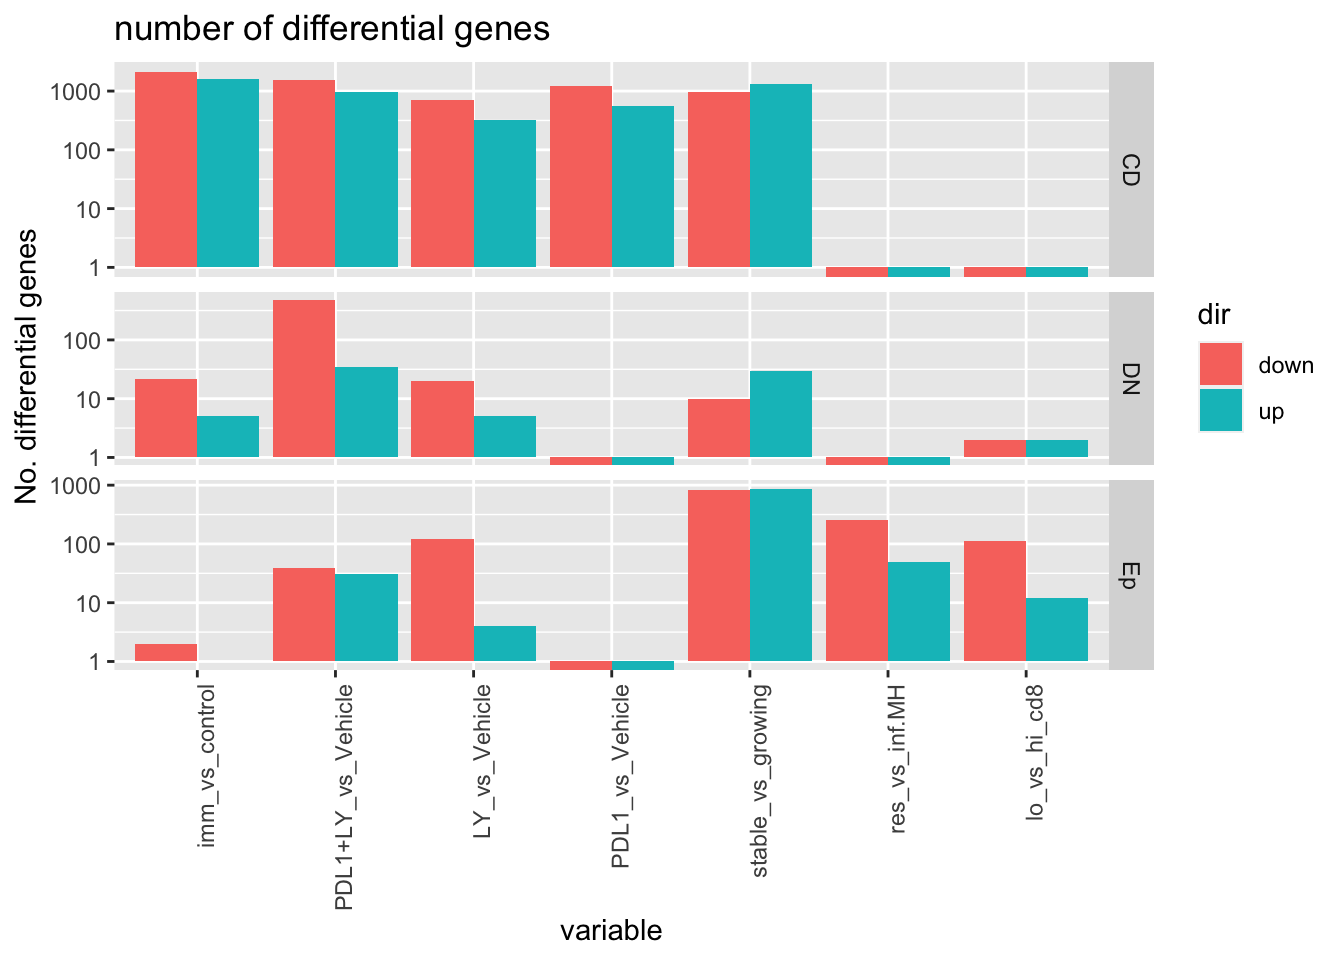 number of differential genes
No. differential genes
1000
100
10
1
CD
100
10
1
DN
1000
100
10
1
Ep
imm_vs_control
PDL1+LY_vs_Vehicle
LY_vs_Vehicle
PDL1_vs_Vehicle
stable_vs_growing
res_vs_inf.MH
lo_vs_hi_cd8
variable
dir
down
up